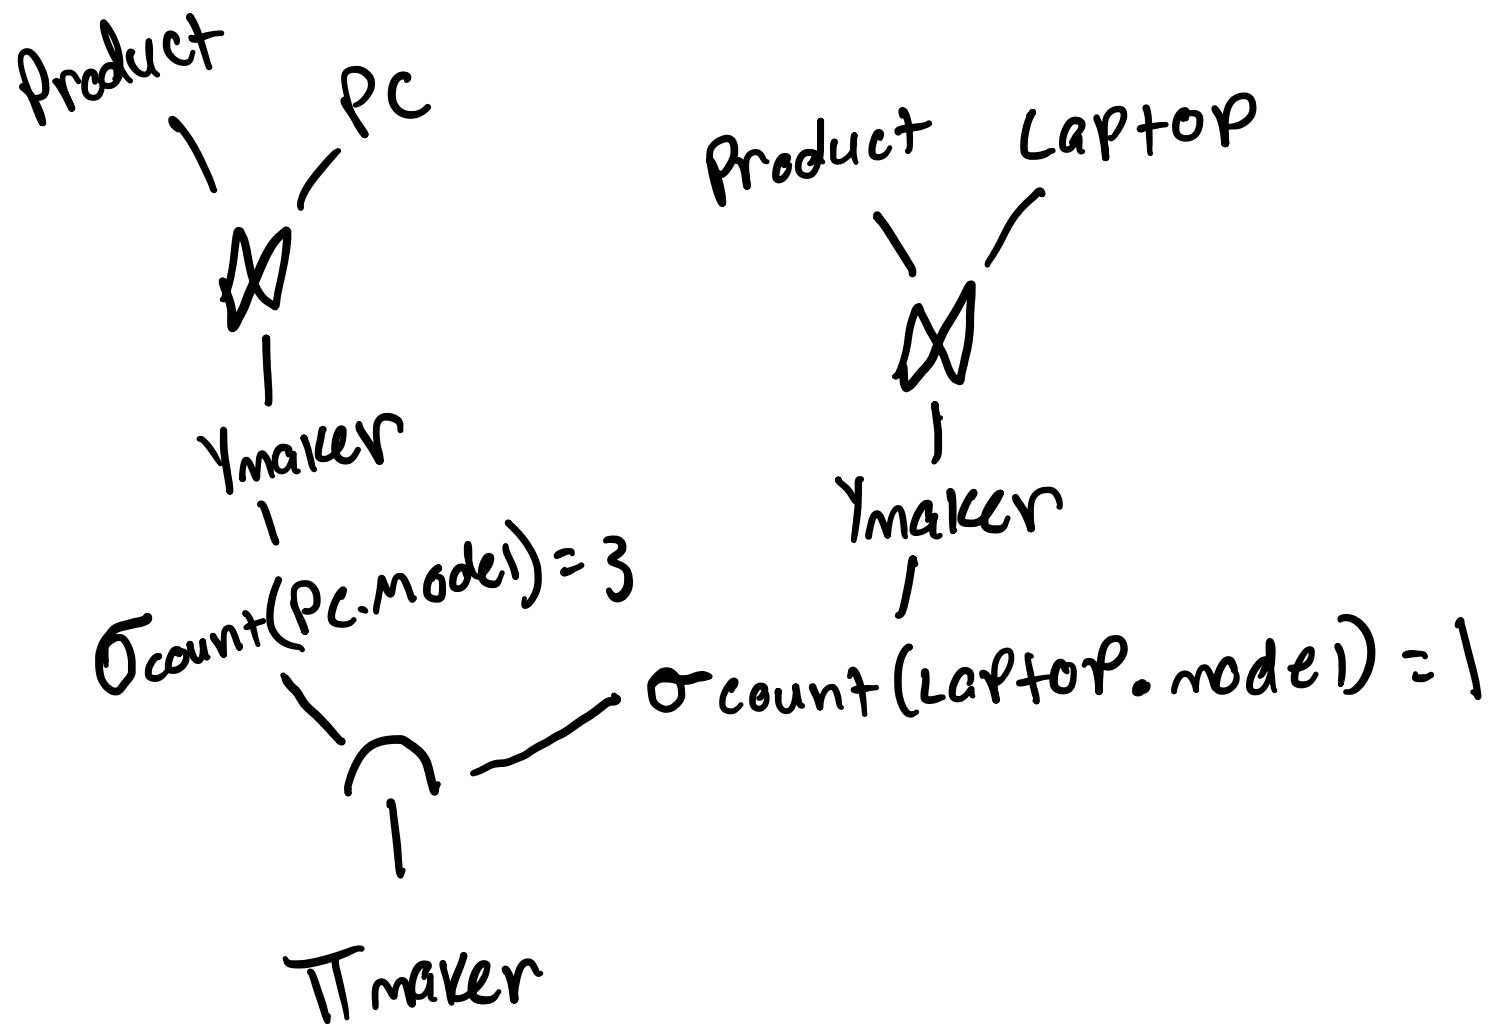 Product
PC
Product
Laptop
⋈
⋈
γmaker
γmaker
σcount(PC.model) = 3
σcount(Laptop.model) = 1
∩
πmaker